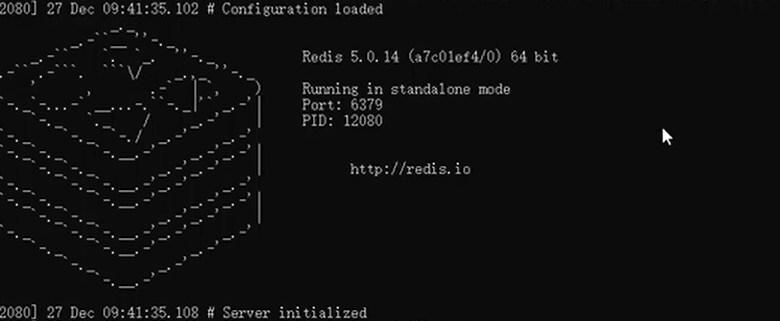 2080] 27 Dec 09:41:35.102 # Configuration loaded
Redis 5.0.14 (a7c01ef4/0) 64 bit
Running in standalone mode
Port: 6379
PID: 12080
http://redis.io
2080] 27 Dec 09:41:35.108 # Server initialized